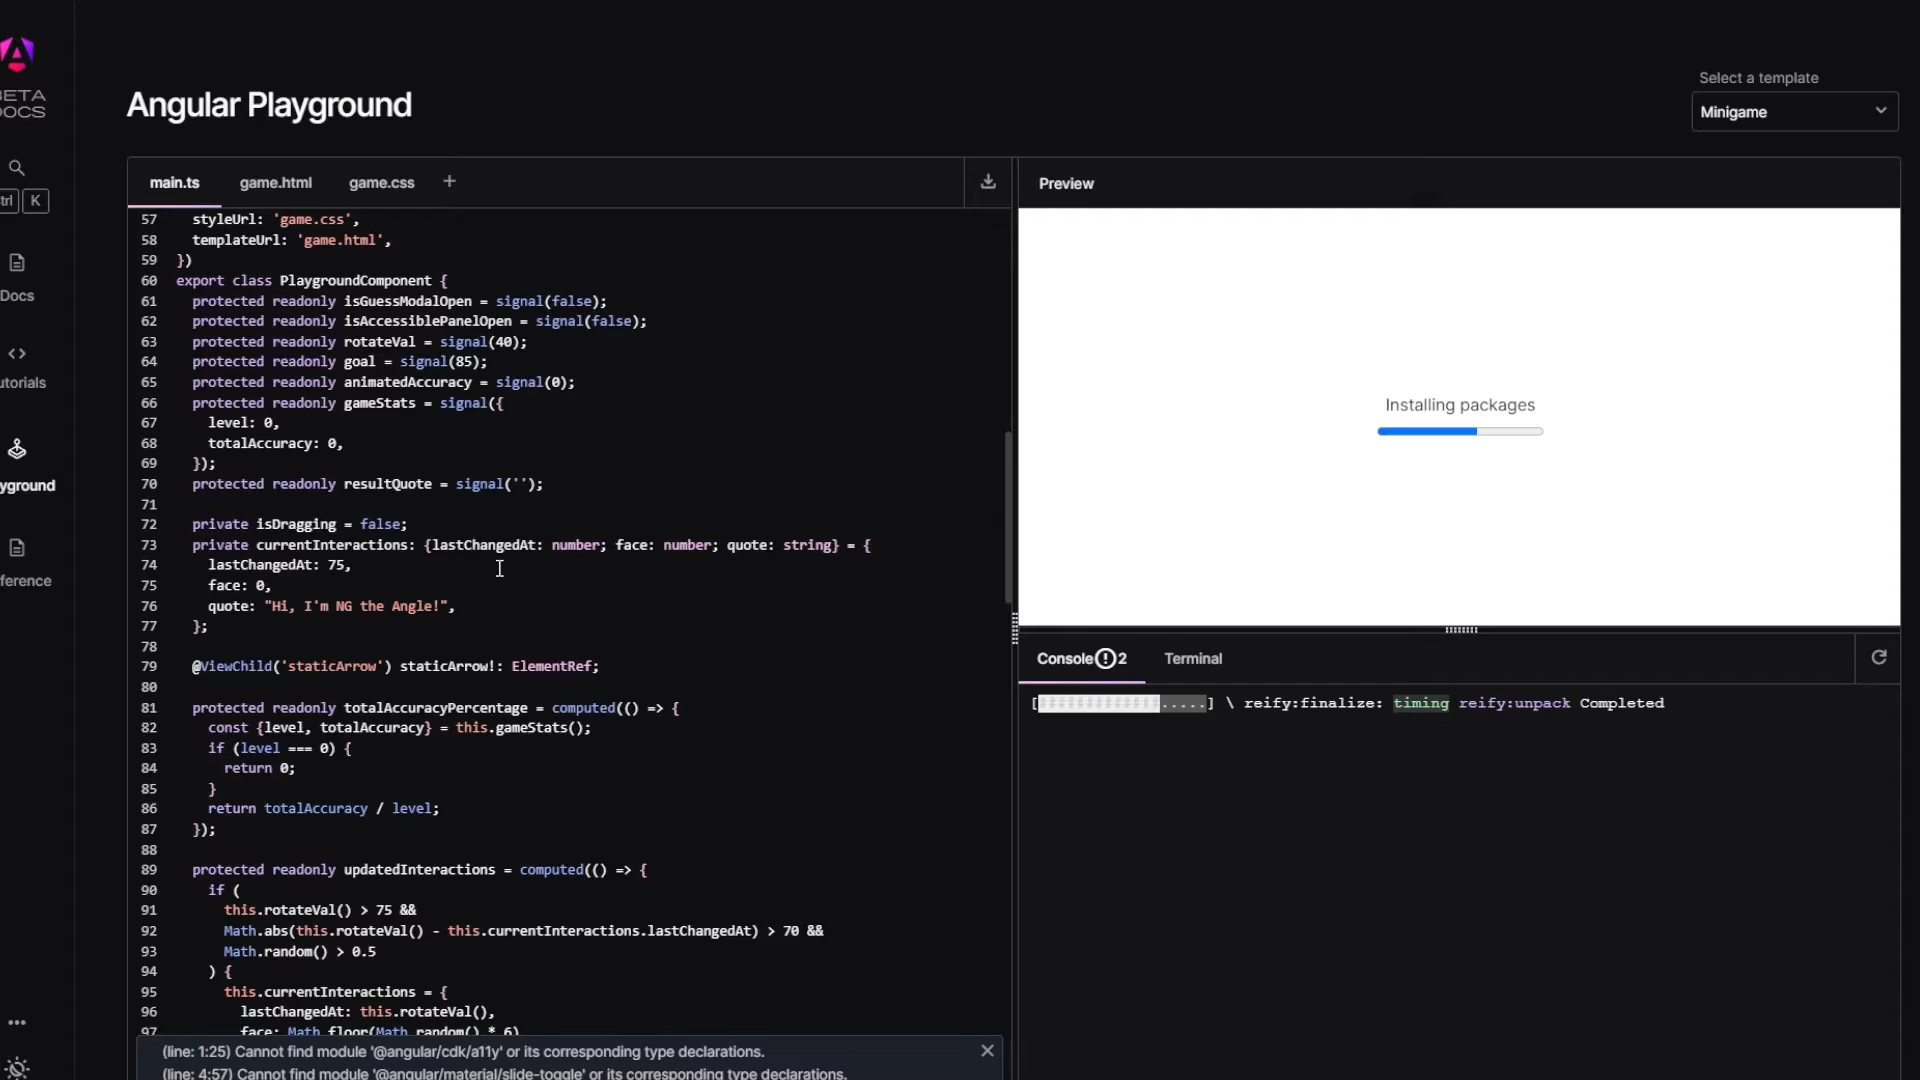 BETA
DOCS
trl K
Docs
utorials
yground
ference
Angular Playground
Select a template
Minigame
main.ts game.html game.css +
57 styleUrl: 'game.css',
58 templateUrl: 'game.html',
59 })
60 export class PlaygroundComponent {
61 protected readonly isGuessModalOpen = signal(false);
62 protected readonly isAccessiblePanelOpen = signal(false);
63 protected readonly rotateVal = signal(40);
64 protected readonly goal = signal(85);
65 protected readonly animatedAccuracy = signal(0);
66 protected readonly gameStats = signal({
67 level: 0,
68 totalAccuracy: 0,
69 });
70 protected readonly resultQuote = signal('');
71
72 private isDragging = false;
73 private currentInteractions: {lastChangedAt: number; face: number; quote: string} = {
74 lastChangedAt: 75,
75 face: 0,
76 quote: "Hi, I'm NG the Angle!",
77 };
78
79 @ViewChild('staticArrow') staticArrow!: ElementRef;
80
81 protected readonly totalAccuracyPercentage = computed(() => {
82 const {level, totalAccuracy} = this.gameStats();
83 if (level === 0) {
84 return 0;
85 }
86 return totalAccuracy / level;
87 });
88
89 protected readonly updatedInteractions = computed(() => {
90 if (
91 this.rotateVal() > 75 &&
92 Math.abs(this.rotateVal() - this.currentInteractions.lastChangedAt) > 70 &&
93 Math.random() > 0.5
94 ) {
95 this.currentInteractions = {
96 lastChangedAt: this.rotateVal(),
97 face: Math.floor(Math.random() * 6)
(line: 1:25) Cannot find module '@angular/cdk/a11y' or its corresponding type declarations.
(line: 4:57) Cannot find module '@angular/material/slide-toggle' or its corresponding type declarations.
Preview
Installing packages
Console 2 Terminal
[#############.....] \ reify:finalize: timing reify:unpack Completed